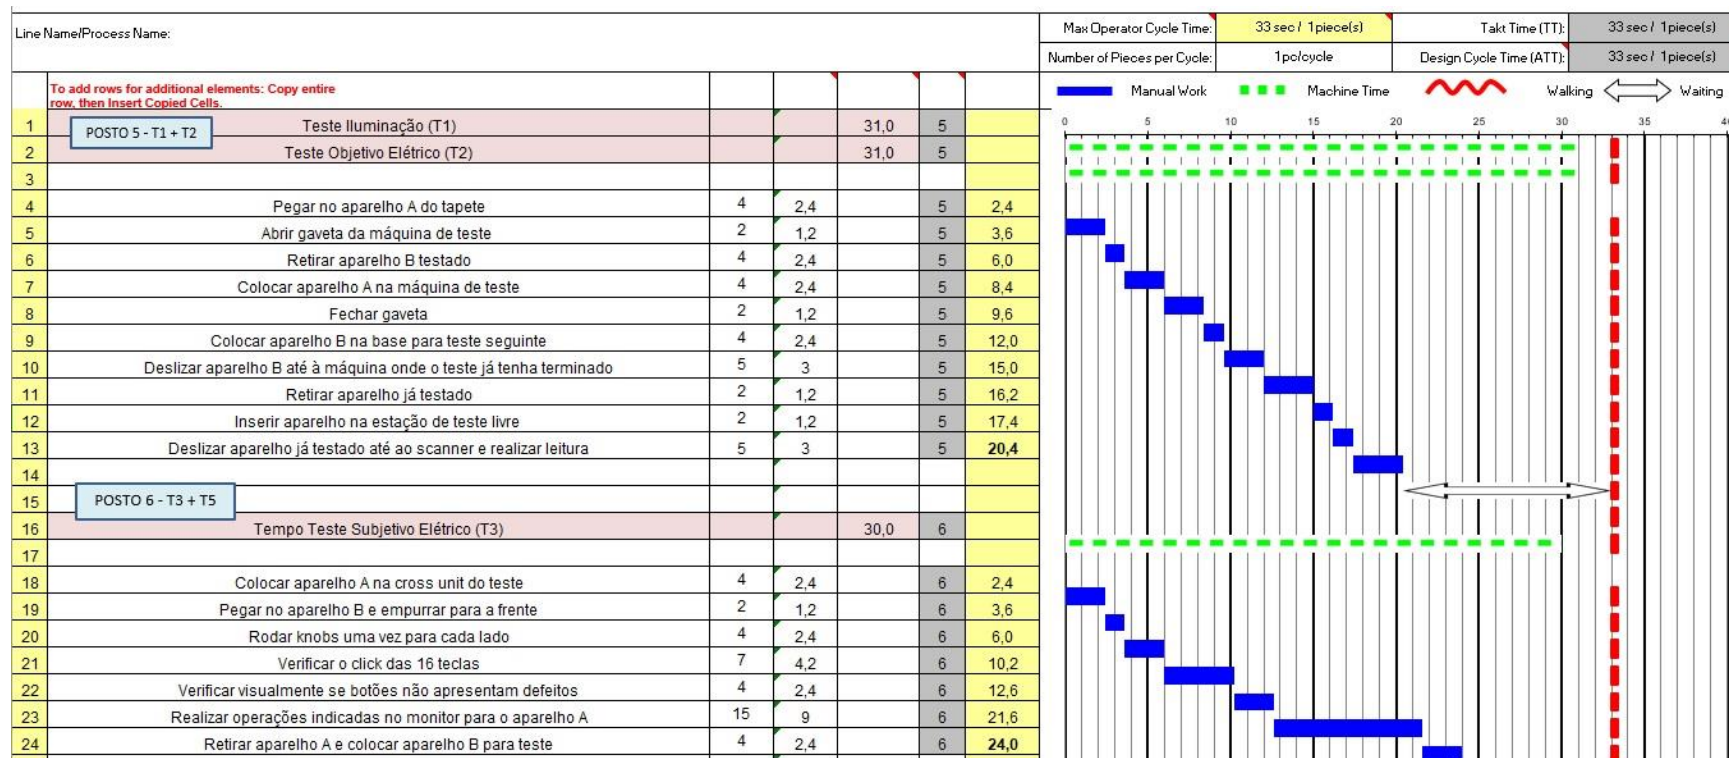 Line Name/Process Name:
Max Operator Cycle Time: 33 sec / 1piece(s) Takt Time (TT): 33 sec / 1piece(s)
Number of Pieces per Cycle: 1pc/cycle Design Cycle Time (ATT): 33 sec / 1piece(s)
To add rows for additional elements: Copy entire
row, then Insert Copied Cells.
Manual Work Machine Time Walking Waiting
0 5 10 15 20 25 30 35 40
POSTO 5 - T1 + T2
1 Teste Iluminação (T1) 31,0 5
2 Teste Objetivo Elétrico (T2) 31,0 5
3
4 Pegar no aparelho A do tapete 4 2,4 5 2,4
5 Abrir gaveta da máquina de teste 2 1,2 5 3,6
6 Retirar aparelho B testado 4 2,4 5 6,0
7 Colocar aparelho A na máquina de teste 4 2,4 5 8,4
8 Fechar gaveta 2 1,2 5 9,6
9 Colocar aparelho B na base para teste seguinte 4 2,4 5 12,0
10 Deslizar aparelho B até à máquina onde o teste já tenha terminado 5 3 5 15,0
11 Retirar aparelho já testado 2 1,2 5 16,2
12 Inserir aparelho na estação de teste livre 2 1,2 5 17,4
13 Deslizar aparelho já testado até ao scanner e realizar leitura 5 3 5 20,4
14
15
POSTO 6 - T3 + T5
16 Tempo Teste Subjetivo Elétrico (T3) 30,0 6
17
18 Colocar aparelho A na cross unit do teste 4 2,4 6 2,4
19 Pegar no aparelho B e empurrar para a frente 2 1,2 6 3,6
20 Rodar knobs uma vez para cada lado 4 2,4 6 6,0
21 Verificar o click das 16 teclas 7 4,2 6 10,2
22 Verificar visualmente se botões não apresentam defeitos 4 2,4 6 12,6
23 Realizar operações indicadas no monitor para o aparelho A 15 9 6 21,6
24 Retirar aparelho A e colocar aparelho B para teste 4 2,4 6 24,0